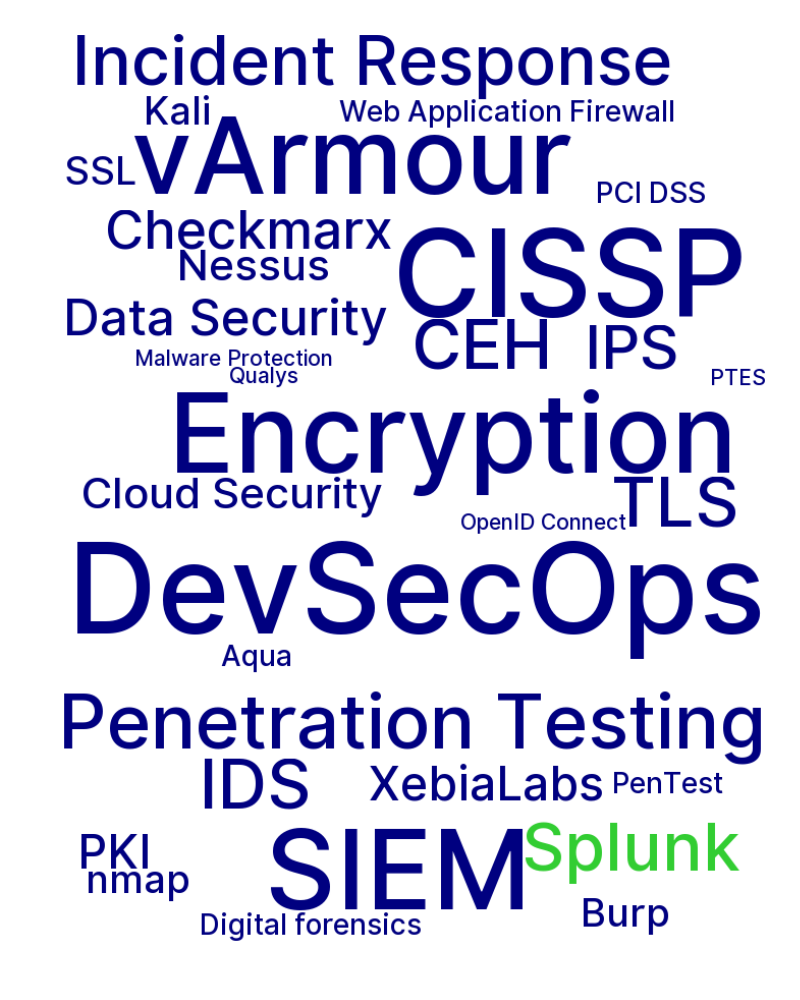 Incident Response
Kali
Web Application Firewall
vArmour
SSL
PCI DSS
Checkmarx
CISSP
Nessus
Data Security
CEH
IPS
Malware Protection
Qualys
PTES
Encryption
Cloud Security
TLS
OpenID Connect
DevSecOps
Aqua
Penetration Testing
IDS
XebiaLabs
PenTest
Splunk
PKI
SIEM
nmap
Burp
Digital forensics